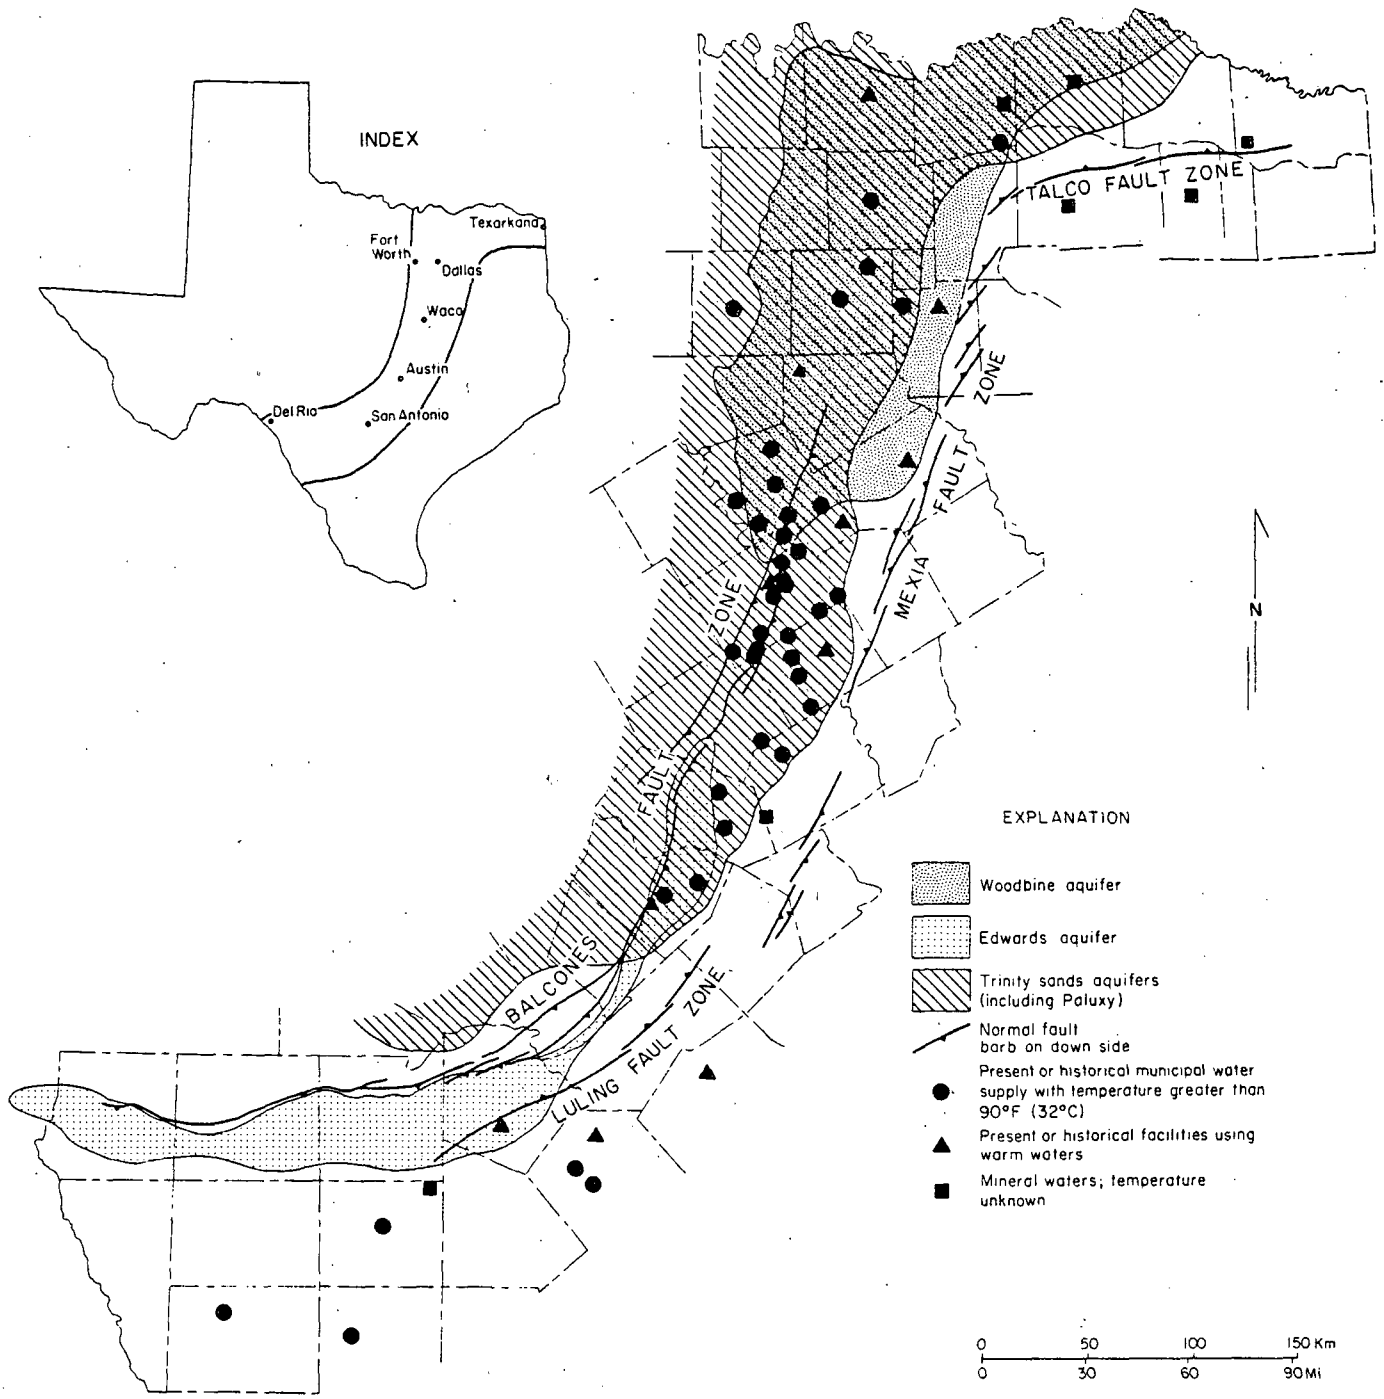 INDEX
Texarkana
Fort
Worth
Dallas
Waco
Austin
Del Rio
San Antonio
TALCO FAULT ZONE
MEXIA FAULT ZONE
BALCONES FAULT ZONE
LULING FAULT ZONE
N
EXPLANATION
Woodbine aquifer
Edwards aquifer
Trinity sands aquifers
(including Paluxy)
Normal fault
barb on down side
Present or historical municipal water
supply with temperature greater than
90°F (32°C)
Present or historical facilities using
warm waters
Mineral waters; temperature
unknown
0 50 100 150 Km
0 30 60 90 Mi